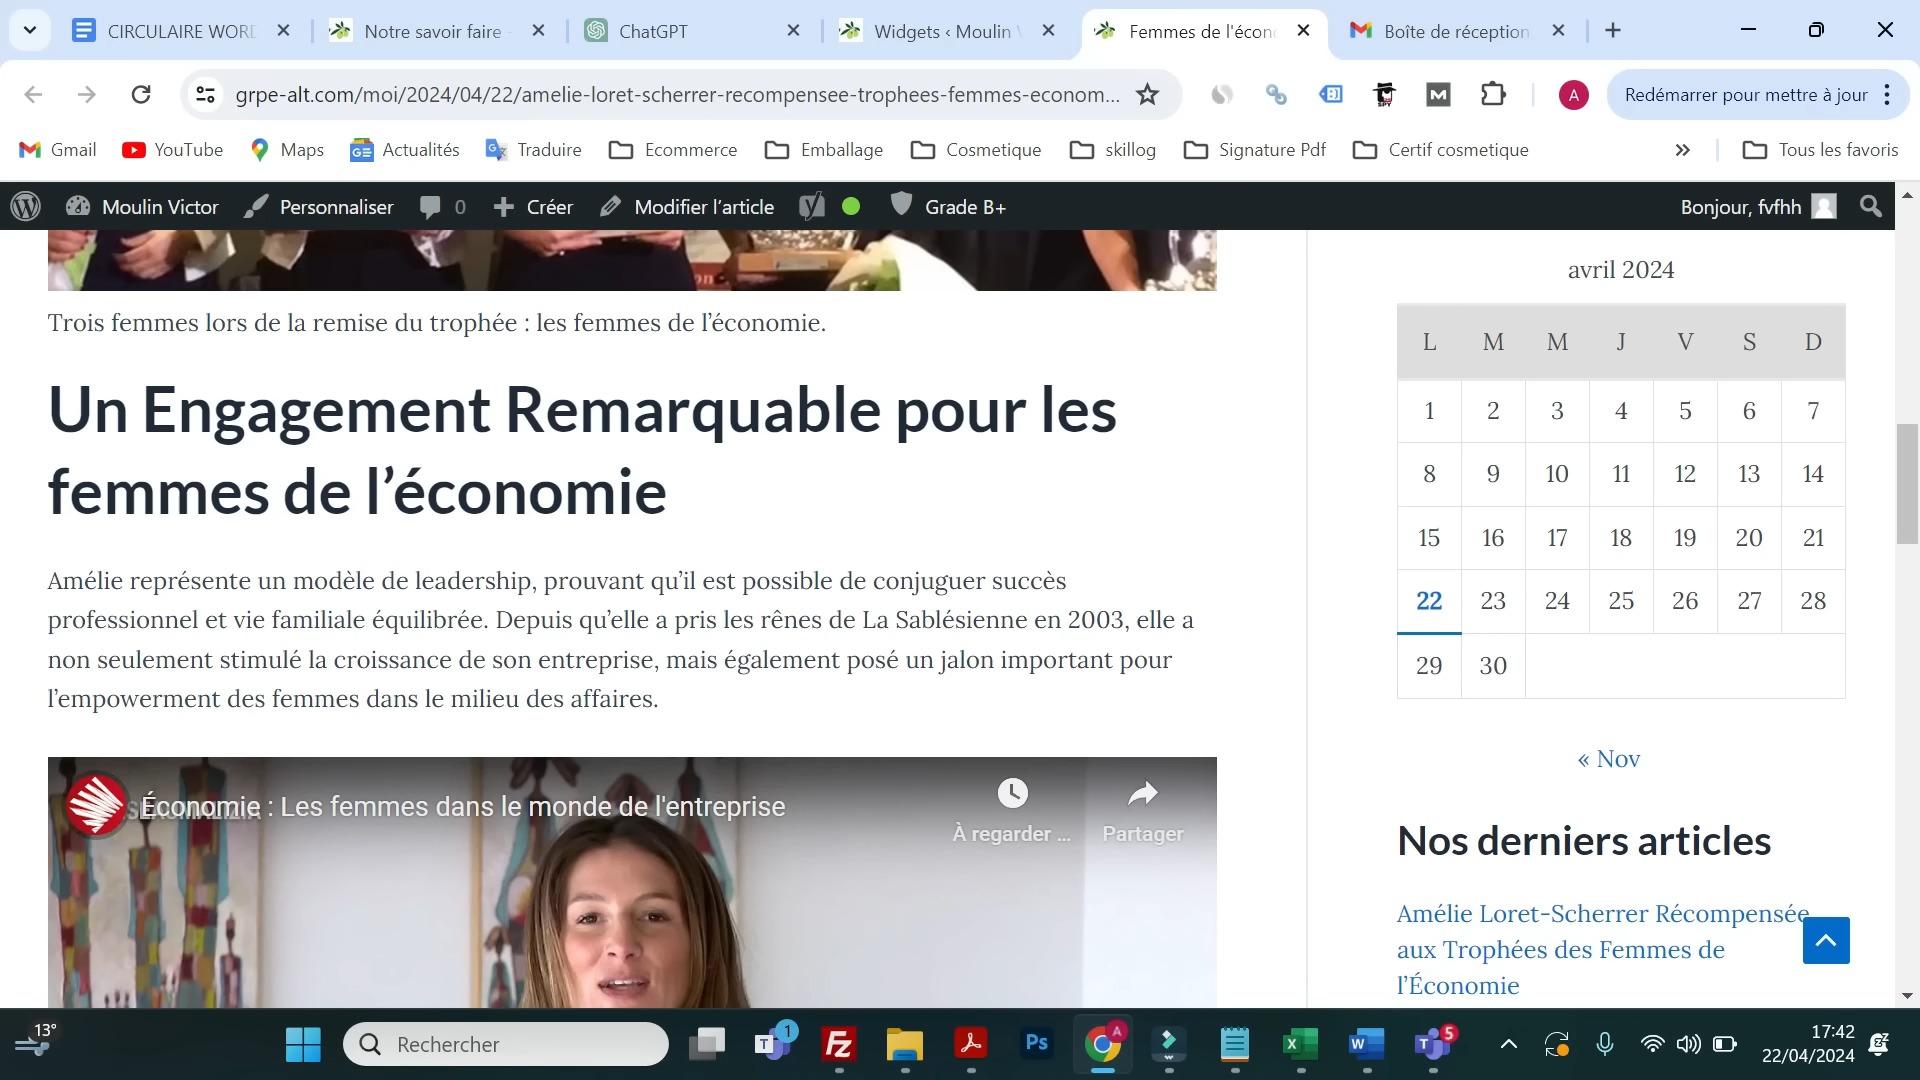 CIRCULAIRE WORD
Notre savoir faire -
ChatGPT
Widgets ‹ Moulin V
Femmes de l'écon
Boîte de réception
grpe-alt.com/moi/2024/04/22/amelie-loret-scherrer-recompensee-trophees-femmes-econom...
A
Redémarrer pour mettre à jour
Gmail
YouTube
Maps
Actualités
Traduire
Ecommerce
Emballage
Cosmetique
skillog
Signature Pdf
Certif cosmetique
Tous les favoris
Moulin Victor
Personnaliser
0
Créer
Modifier l’article
Grade B+
Bonjour, fvfhh
Trois femmes lors de la remise du trophée : les femmes de l’économie.
Un Engagement Remarquable pour les
femmes de l’économie
Amélie représente un modèle de leadership, prouvant qu’il est possible de conjuguer succès
professionnel et vie familiale équilibrée. Depuis qu’elle a pris les rênes de La Sablésienne en 2003, elle a
non seulement stimulé la croissance de son entreprise, mais également posé un jalon important pour
l’empowerment des femmes dans le milieu des affaires.
Économie : Les femmes dans le monde de l'entreprise
À regarder ...
Partager
avril 2024
L M M J V S D
1 2 3 4 5 6 7
8 9 10 11 12 13 14
15 16 17 18 19 20 21
22 23 24 25 26 27 28
29 30
« Nov
Nos derniers articles
Amélie Loret-Scherrer Récompensée
aux Trophées des Femmes de
l’Économie
13°
Rechercher
1
A
5
17:42
22/04/2024